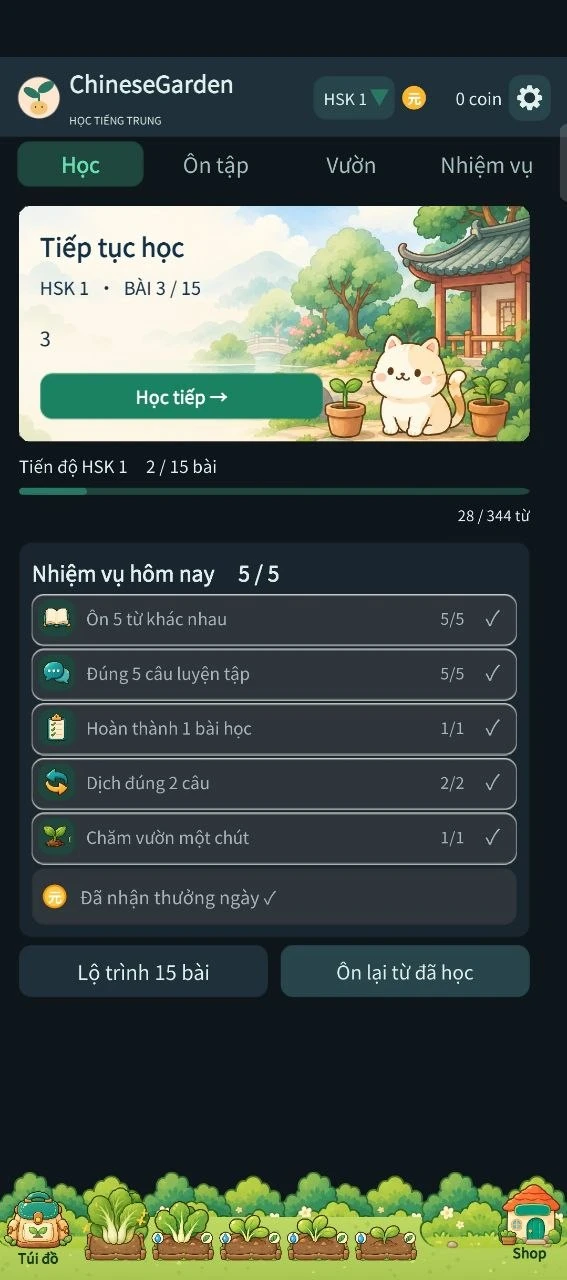 ChineseGarden
HỌC TIẾNG TRUNG
HSK 1
元
0 coin
Học
Ôn tập
Vườn
Nhiệm vụ
Tiếp tục học
HSK 1 • BÀI 3 / 15
3
Học tiếp →
Tiến độ HSK 1 2 / 15 bài
28 / 344 từ
Nhiệm vụ hôm nay 5 / 5
Ôn 5 từ khác nhau 5/5 ✓
Đúng 5 câu luyện tập 5/5 ✓
Hoàn thành 1 bài học 1/1 ✓
Dịch đúng 2 câu 2/2 ✓
Chăm vườn một chút 1/1 ✓
元 Đã nhận thưởng ngày ✓
Lộ trình 15 bài
Ôn lại từ đã học
Túi đồ
Shop